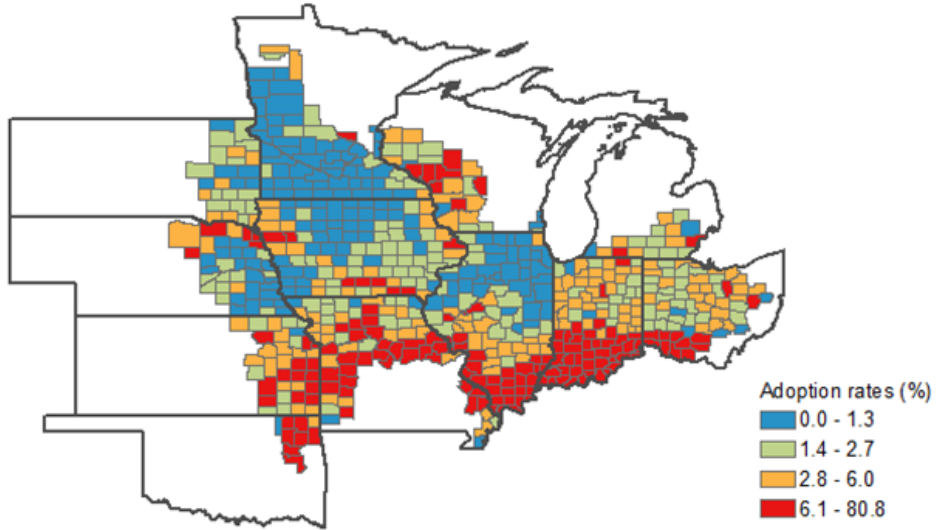 Adoption rates (%)
0.0 - 1.3
1.4 - 2.7
2.8 - 6.0
6.1 - 80.8